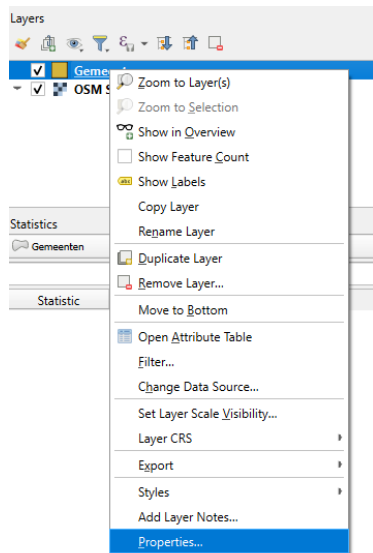 Layers
Gemeenten
OSM S
Zoom to Layer(s)
Zoom to Selection
Show in Overview
Show Feature Count
abc Show Labels
Copy Layer
Rename Layer
Statistics
Gemeenten
Duplicate Layer
Remove Layer...
Statistic
Move to Bottom
Open Attribute Table
Filter...
Change Data Source...
Set Layer Scale Visibility...
Layer CRS
Export
Styles
Add Layer Notes...
Properties...